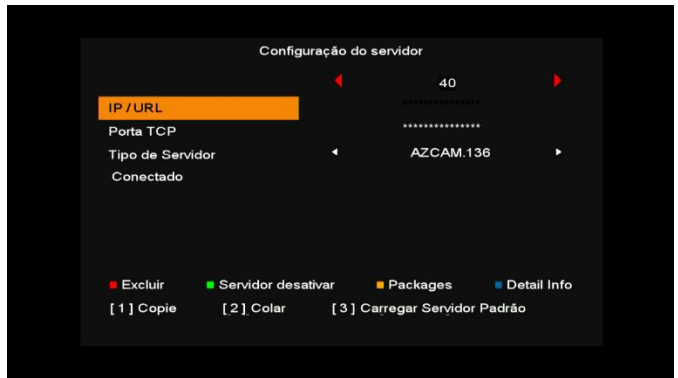 Configuração do servidor
40
IP / URL ***************
Porta TCP ***************
Tipo de Servidor AZCAM.136
Conectado
Excluir Servidor desativar Packages Detail Info
[ 1 ] Copie [ 2 ] Colar [ 3 ] Carregar Servidor Padrão